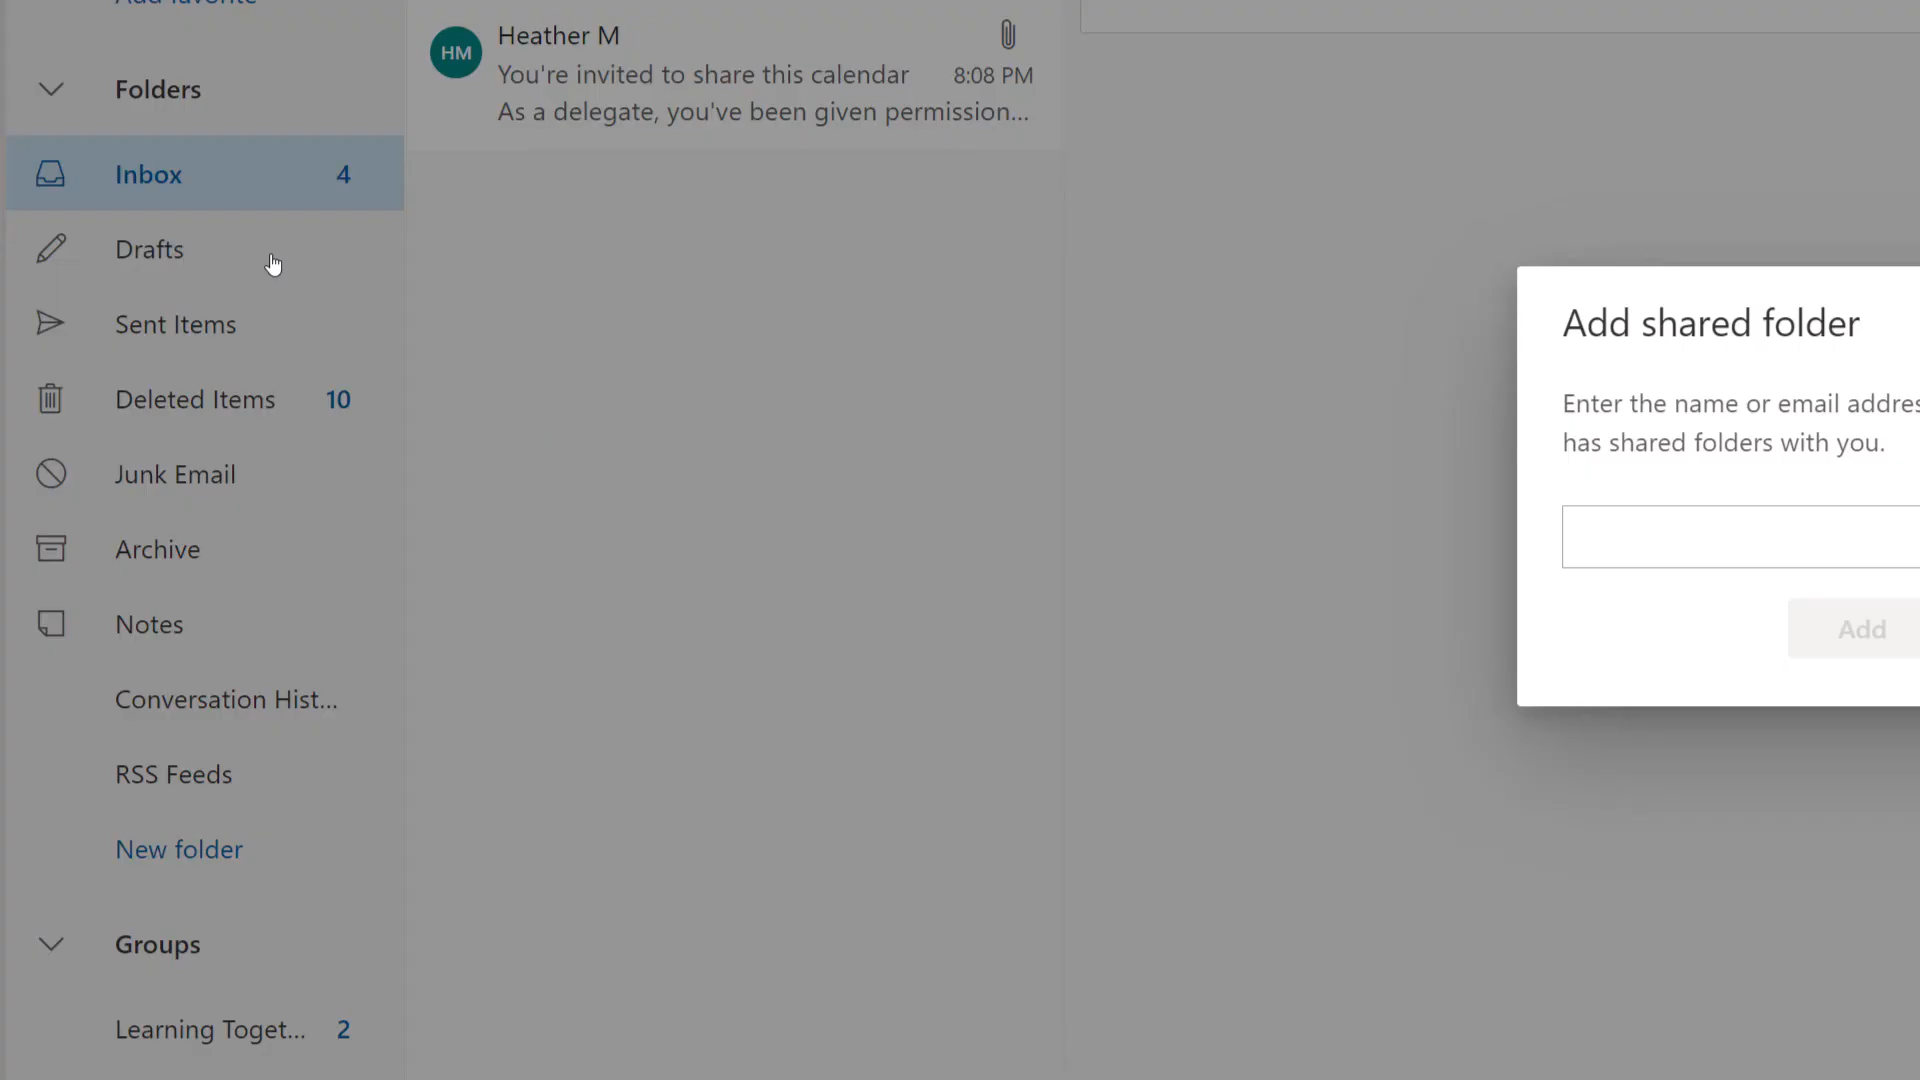 Add favorite
Folders
Inbox 4
Drafts
Sent Items
Deleted Items 10
Junk Email
Archive
Notes
Conversation Hist...
RSS Feeds
New folder
Groups
Learning Toget... 2
HM
Heather M
You're invited to share this calendar 8:08 PM
As a delegate, you've been given permission...
Add shared folder
Enter the name or email addres
has shared folders with you.
Add